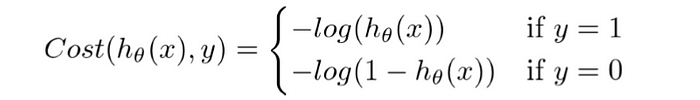 Cost(hθ(x), y) = { −log(hθ(x)) if y = 1
−log(1 − hθ(x)) if y = 0